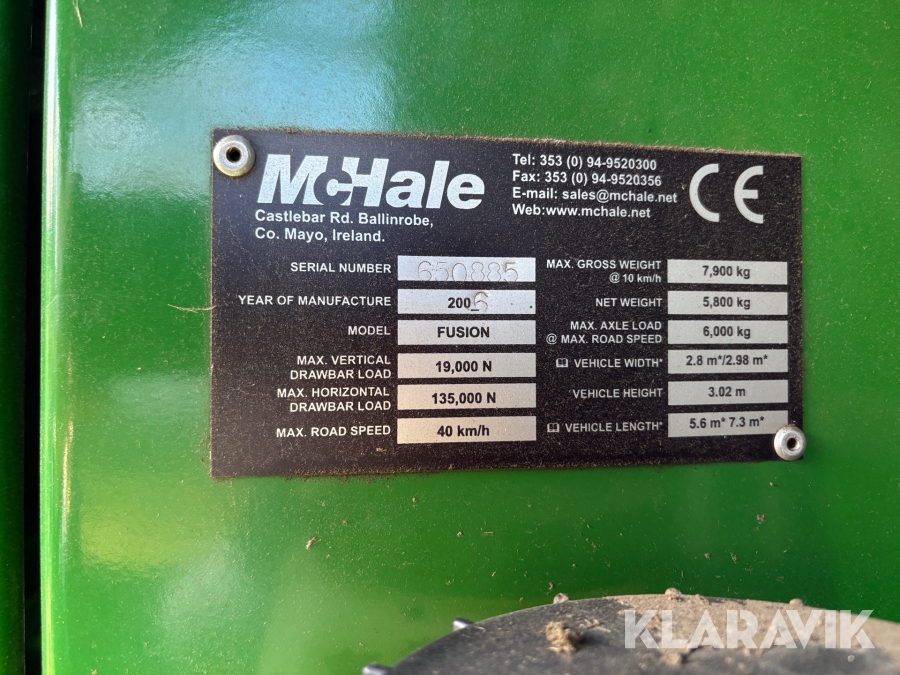 McHale
Castlebar Rd. Ballinrobe,
Co. Mayo, Ireland.
Tel: 353 (0) 94-9520300
Fax: 353 (0) 94-9520356
E-mail: sales@mchale.net
Web:www.mchale.net
CE
SERIAL NUMBER 650885
YEAR OF MANUFACTURE 200_6
MODEL FUSION
MAX. VERTICAL
DRAWBAR LOAD 19,000 N
MAX. HORIZONTAL
DRAWBAR LOAD 135,000 N
MAX. ROAD SPEED 40 km/h
MAX. GROSS WEIGHT
@ 10 km/h 7,900 kg
NET WEIGHT 5,800 kg
MAX. AXLE LOAD
@ MAX. ROAD SPEED 6,000 kg
VEHICLE WIDTH* 2.8 m*/2.98 m*
VEHICLE HEIGHT 3.02 m
VEHICLE LENGTH* 5.6 m* 7.3 m*
KLARAVIK